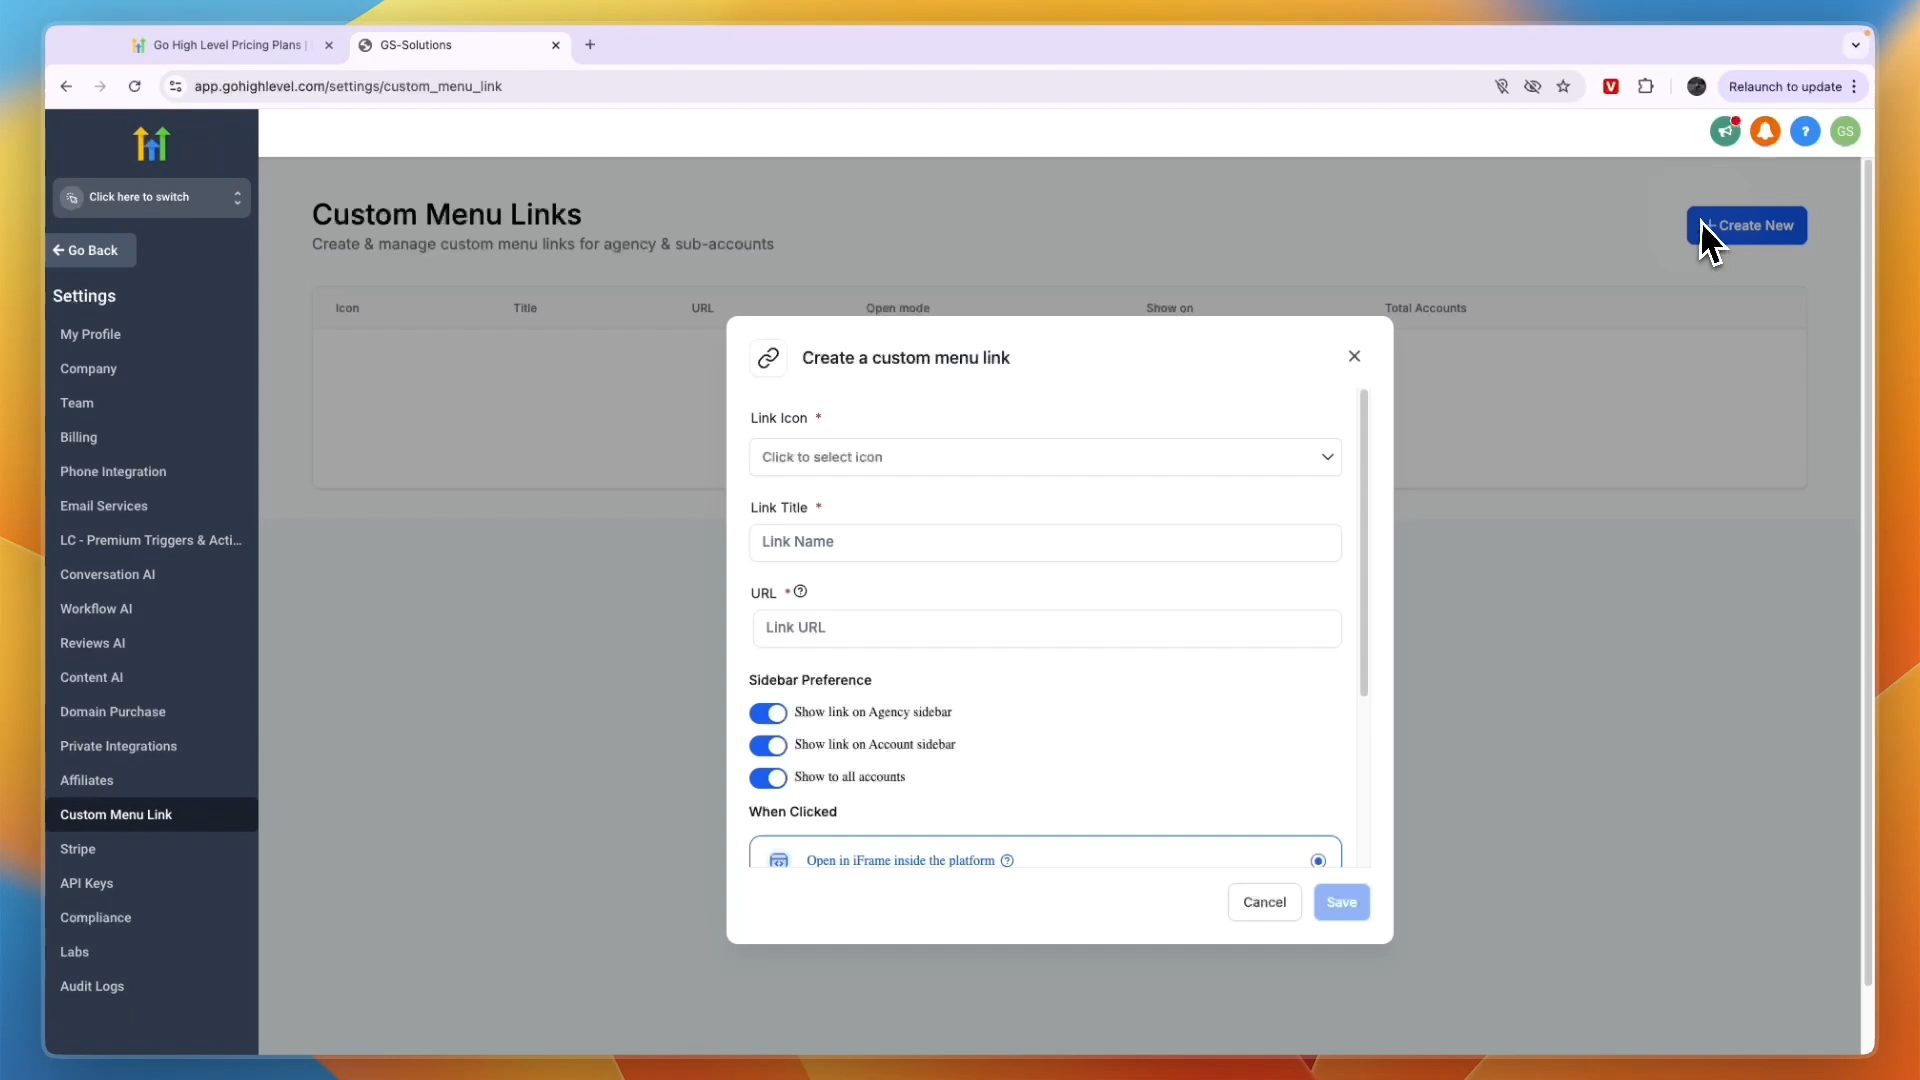 Go High Level Pricing Plans |
GS-Solutions
app.gohighlevel.com/settings/custom_menu_link
Relaunch to update
GS
Click here to switch
Go Back
Settings
My Profile
Company
Team
Billing
Phone Integration
Email Services
LC - Premium Triggers & Acti...
Conversation AI
Workflow AI
Reviews AI
Content AI
Domain Purchase
Private Integrations
Affiliates
Custom Menu Link
Stripe
API Keys
Compliance
Labs
Audit Logs
Custom Menu Links
Create & manage custom menu links for agency & sub-accounts
Create New
Icon Title URL Open mode Show on Total Accounts
Create a custom menu link
Link Icon *
Click to select icon
Link Title *
Link Name
URL * ?
Link URL
Sidebar Preference
Show link on Agency sidebar
Show link on Account sidebar
Show to all accounts
When Clicked
Open in iFrame inside the platform ?
Cancel Save